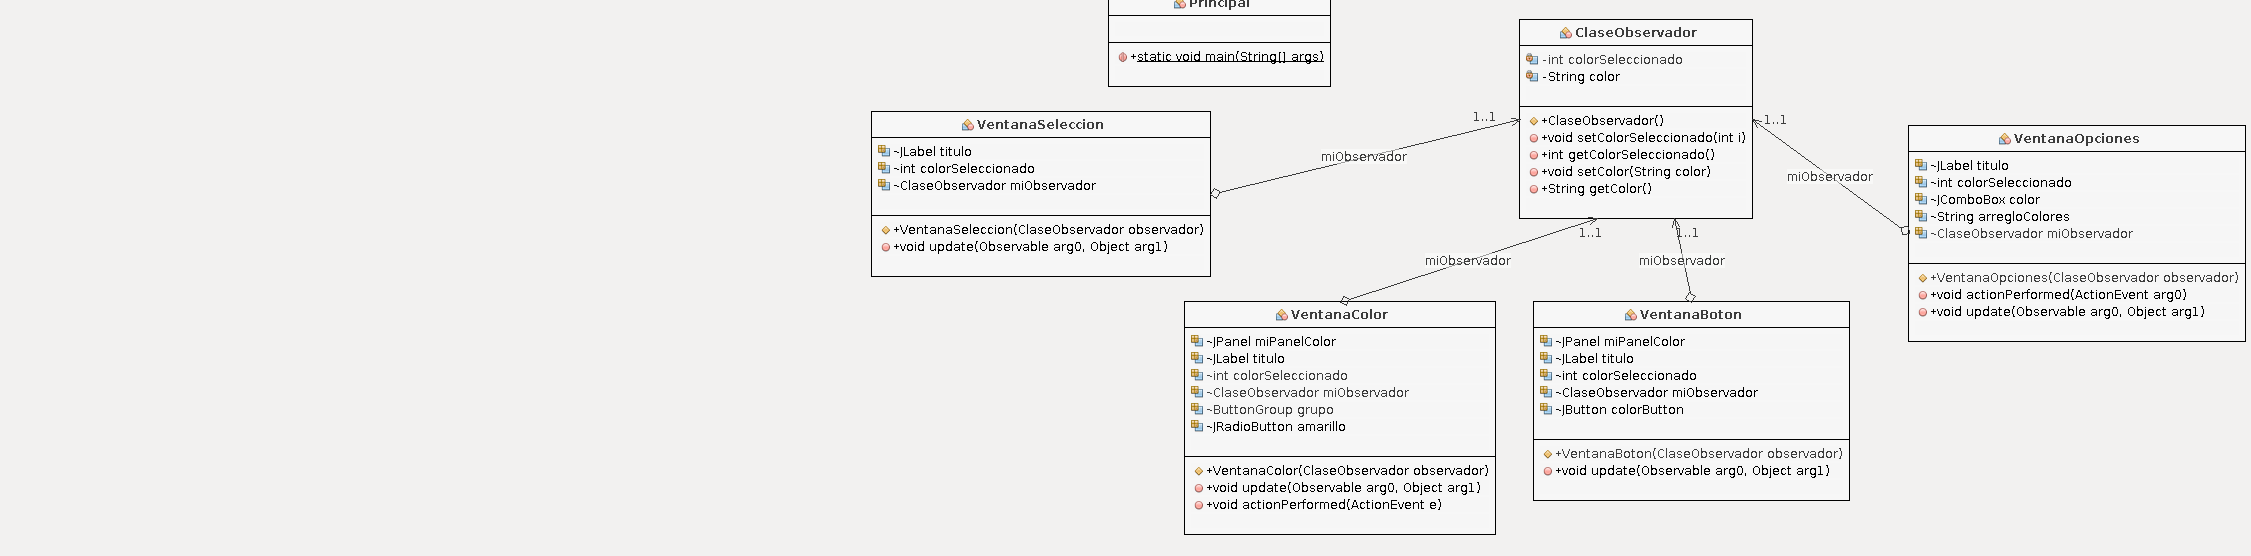 Principal
+static void main(String[] args)
ClaseObservador
-int colorSeleccionado
-String color
+ClaseObservador()
+void setColorSeleccionado(int i)
+int getColorSeleccionado()
+void setColor(String color)
+String getColor()
VentanaSeleccion
~JLabel titulo
~int colorSeleccionado
~ClaseObservador miObservador
+VentanaSeleccion(ClaseObservador observador)
+void update(Observable arg0, Object arg1)
1..1
miObservador
1..1
miObservador
VentanaOpciones
~JLabel titulo
~int colorSeleccionado
~JComboBox color
~String arregloColores
~ClaseObservador miObservador
+VentanaOpciones(ClaseObservador observador)
+void actionPerformed(ActionEvent arg0)
+void update(Observable arg0, Object arg1)
1..1
miObservador
1..1
miObservador
VentanaColor
~JPanel miPanelColor
~JLabel titulo
~int colorSeleccionado
~ClaseObservador miObservador
~ButtonGroup grupo
~JRadioButton amarillo
+VentanaColor(ClaseObservador observador)
+void update(Observable arg0, Object arg1)
+void actionPerformed(ActionEvent e)
VentanaBoton
~JPanel miPanelColor
~JLabel titulo
~int colorSeleccionado
~ClaseObservador miObservador
~JButton colorButton
+VentanaBoton(ClaseObservador observador)
+void update(Observable arg0, Object arg1)